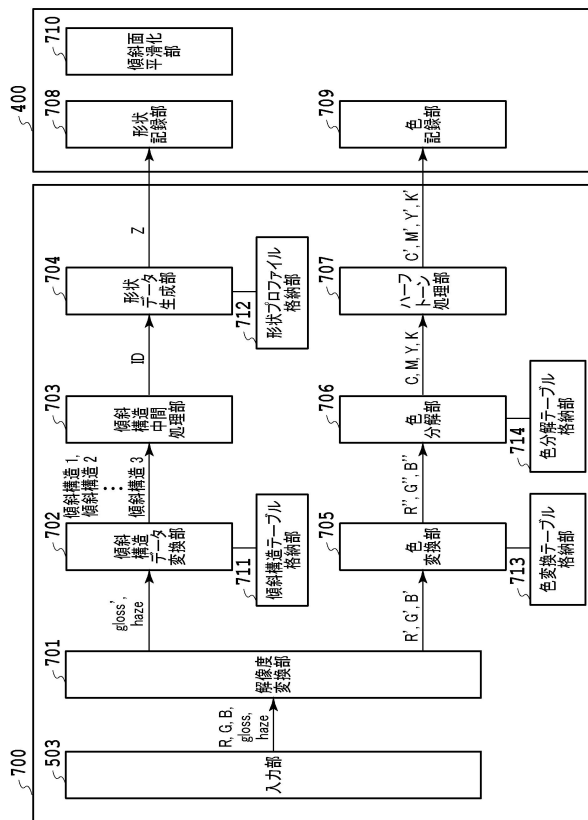 700
400
503
入力部
R, G, B,
gloss,
haze
701
解像度
変換部
gloss',
haze
702
傾斜
構造
データ
変換部
711
傾斜構造テーブル
格納部
傾斜構造 1,
傾斜構造 2
⋮
傾斜構造 3
703
傾斜
構造
中間
処理部
ID
704
形状
データ
生成部
712
形状プロファイル
格納部
Z
708
形状
記録部
710
傾斜面
平滑化
部
R', G', B'
705
色
変換部
713
色変換テーブル
格納部
R'', G'', B''
706
色
分解部
714
色分解テーブル
格納部
C, M, Y, K
707
ハーフ
トーン
処理部
C', M', Y', K'
709
色
記録部